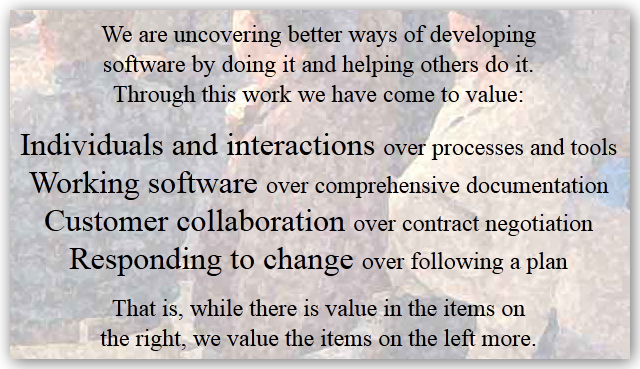 We are uncovering better ways of developing
software by doing it and helping others do it.
Through this work we have come to value:
Individuals and interactions over processes and tools
Working software over comprehensive documentation
Customer collaboration over contract negotiation
Responding to change over following a plan
That is, while there is value in the items on
the right, we value the items on the left more.